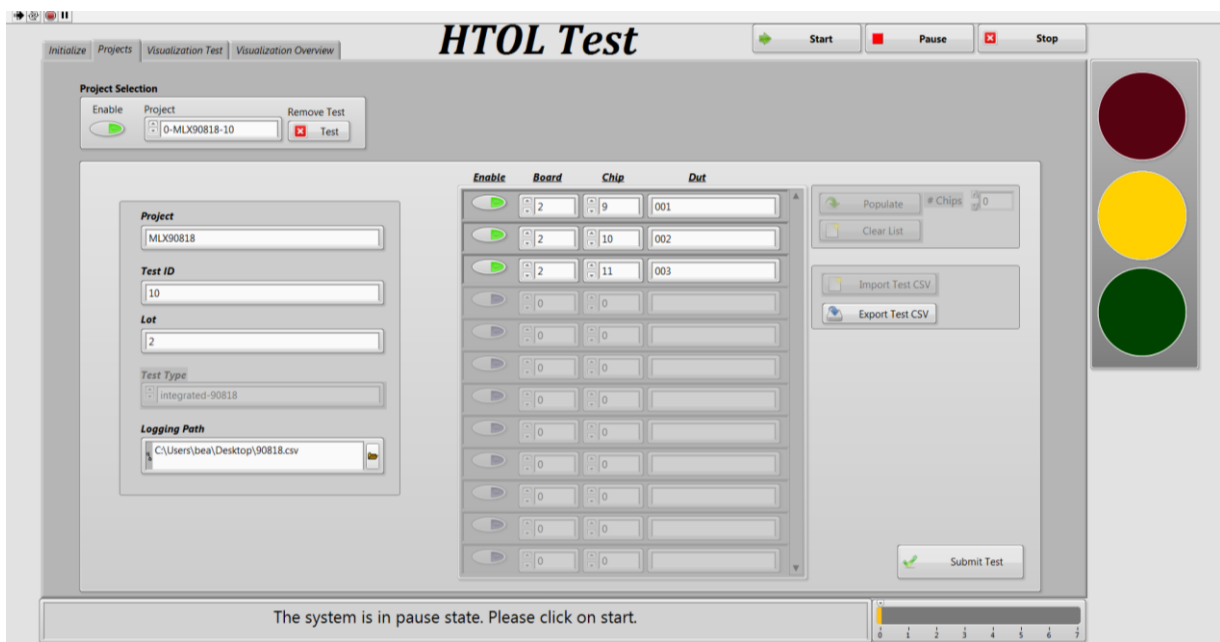 HTOL Test
Start Pause Stop
Initialize Projects Visualization Test Visualization Overview
Project Selection
Enable Project Remove Test
0-MLX90818-10 Test
Enable Board Chip Dut
2 9 001
2 10 002
2 11 003
0 0
0 0
0 0
0 0
0 0
0 0
0 0
0 0
0 0
Project
MLX90818
Test ID
10
Lot
2
Test Type
integrated-90818
Logging Path
C:\Users\bea\Desktop\90818.csv
Populate # Chips 0
Clear List
Import Test CSV
Export Test CSV
Submit Test
The system is in pause state. Please click on start.
0 1 2 3 4 5 6 7